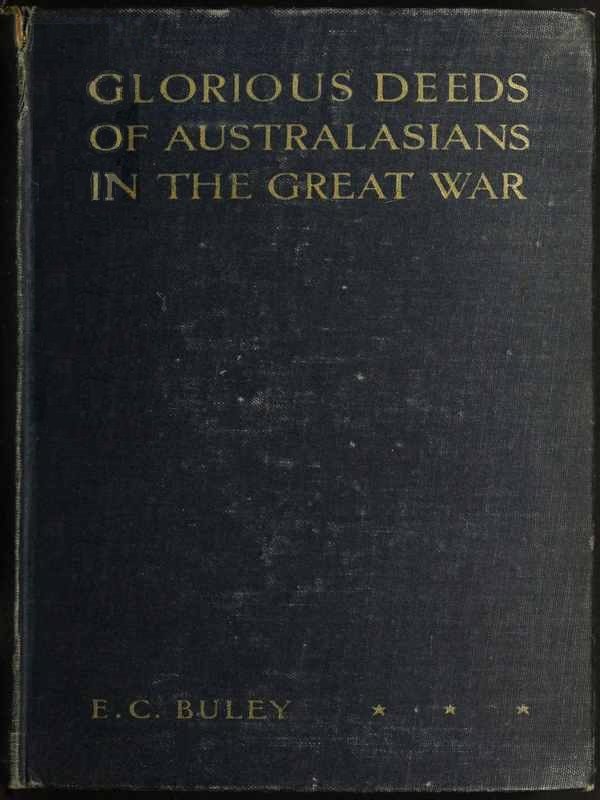 GLORIOUS DEEDS
OF AUSTRALASIANS
IN THE GREAT WAR
E. C. BULEY